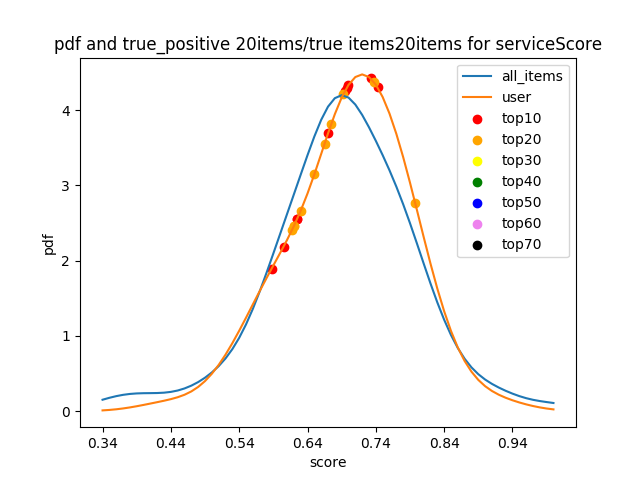 pdf and true_positive 20items/true items20items for serviceScore
all_items
user
top10
top20
top30
top40
top50
top60
top70
pdf
4
3
2
1
0
0.34 0.44 0.54 0.64 0.74 0.84 0.94
score